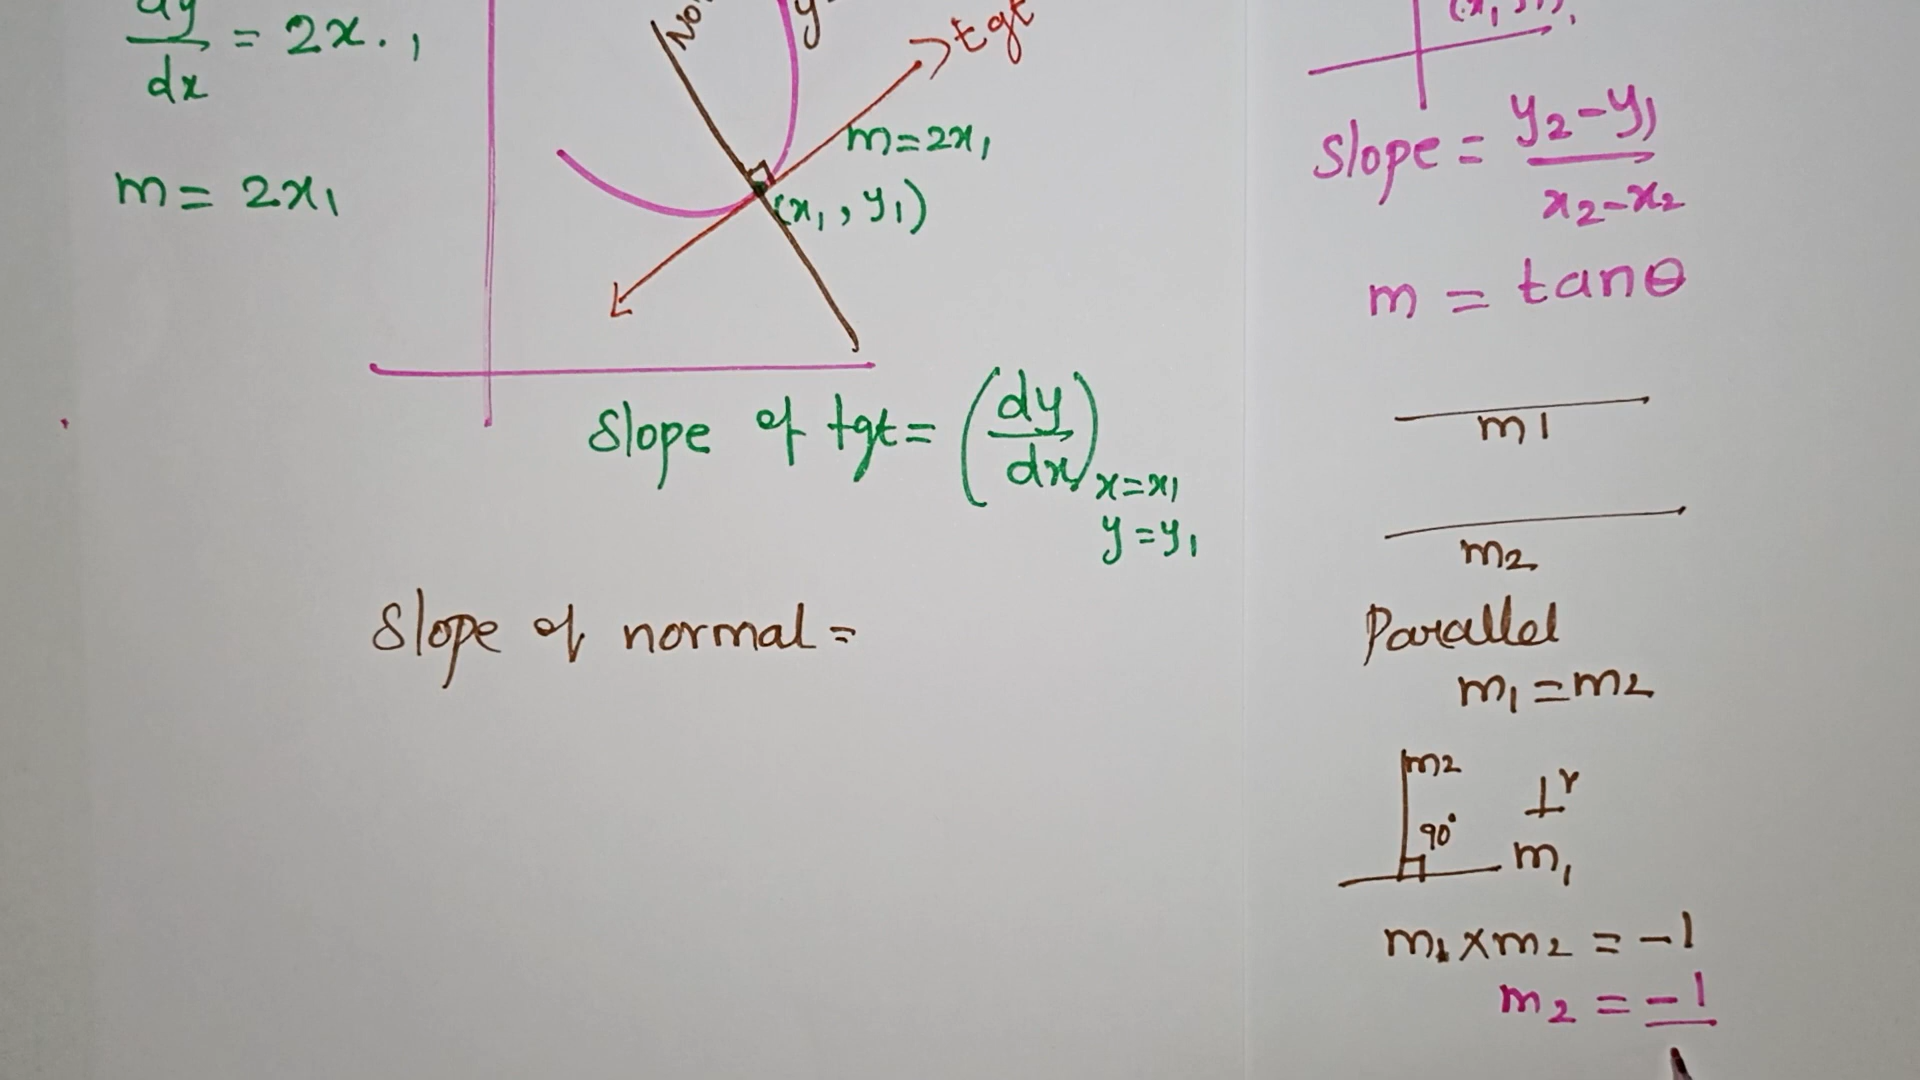 dy/dx = 2x.1
m = 2x1
y
tgt
m=2x1
(x1, y1)
Slope of tgt = (dy/dx) x=x1
y=y1
Slope of normal =
Slope = y2-y1/x2-x2
m = tanθ
m1
m2
Parallel
m1 = m2
m2
⊥r
90°
m1
m1 x m2 = -1
m2 = -1